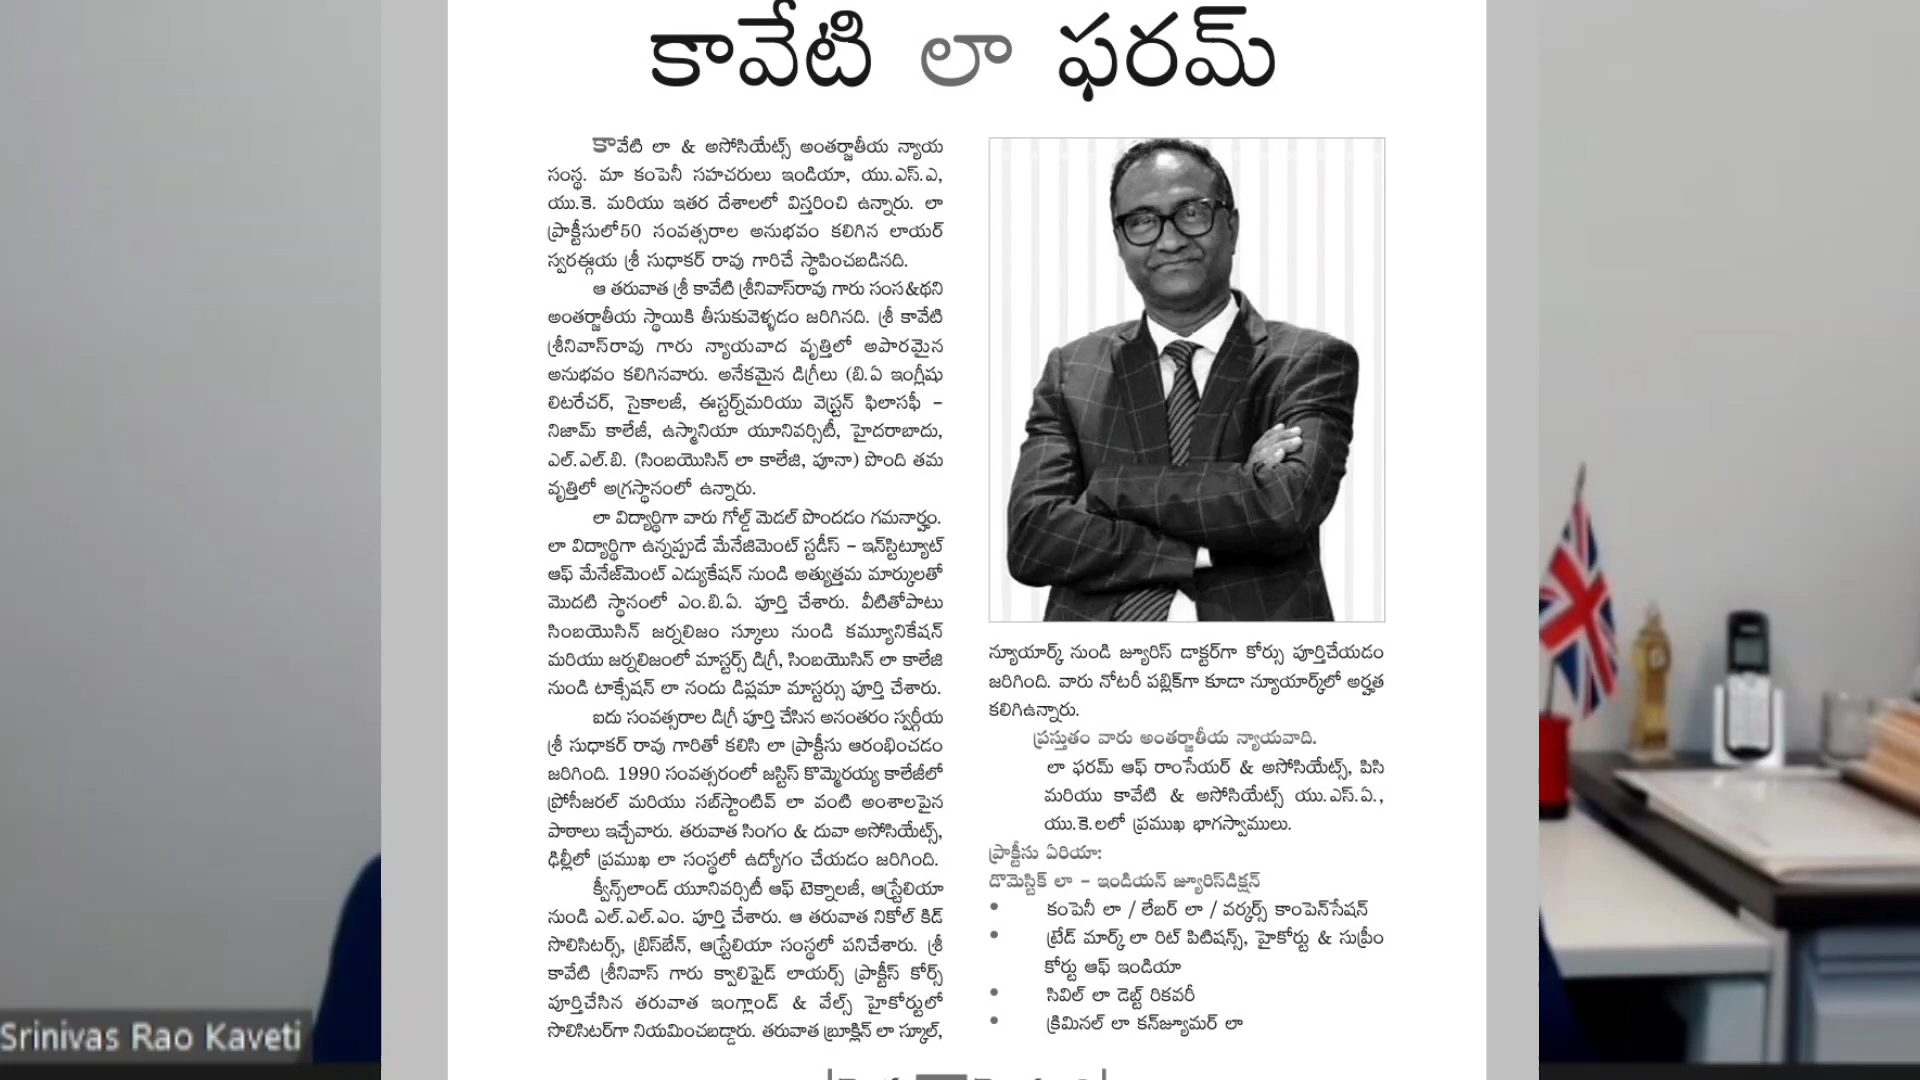 కావేటి లా ఫరమ్
కావేటి లా & అసోసియేట్స్ అంతర్జాతీయ న్యాయ
సంస్థ. మా కంపెనీ సహచరులు ఇండియా, యు.ఎస్.ఎ,
యు.కె. మరియు ఇతర దేశాలలో విస్తరించి ఉన్నారు. లా
ప్రాక్టీసులో50 సంవత్సరాల అనుభవం కలిగిన లాయర్
స్వరఈ్గయ శ్రీ సుధాకర్ రావు గారిచే స్థాపించబడినది.
ఆ తరువాత శ్రీ కావేటి శ్రీనివాస్‌రావు గారు సంస&థని
అంతర్జాతీయ స్థాయికి తీసుకువెళ్ళడం జరిగినది. శ్రీ కావేటి
శ్రీనివాస్‌రావు గారు న్యాయవాద వృత్తిలో అపారమైన
అనుభవం కలిగినవారు. అనేకమైన డిగ్రీలు (బి.ఏ ఇంగ్లీషు
లిటరేచర్, సైకాలజీ, ఈస్టర్న్‌మరియు వెస్ట్రన్ ఫిలాసఫీ –
నిజామ్ కాలేజీ, ఉస్మానియా యూనివర్సిటీ, హైదరాబాదు,
ఎల్.ఎల్.బి. (సింబయొసిన్ లా కాలేజి, పూనా) పొంది తమ
వృత్తిలో అగ్రస్థానంలో ఉన్నారు.
లా విద్యార్థిగా వారు గోల్డ్ మెడల్ పొందడం గమనార్హం.
లా విద్యార్థిగా ఉన్నప్పుడే మేనేజిమెంట్ స్టడీస్ – ఇన్‌స్టిట్యూట్
ఆఫ్ మేనేజ్‌మెంట్ ఎడ్యుకేషన్ నుండి అత్యుత్తమ మార్కులతో
మొదటి స్థానంలో ఎం.బి.ఏ. పూర్తి చేశారు. వీటితోపాటు
సింబయొసిన్ జర్నలిజం స్కూలు నుండి కమ్యూనికేషన్
మరియు జర్నలిజంలో మాస్టర్స్ డిగ్రీ, సింబయొసిన్ లా కాలేజి
నుండి టాక్సేషన్ లా నందు డిప్లమా మాస్టర్సు పూర్తి చేశారు.
ఐదు సంవత్సరాల డిగ్రీ పూర్తి చేసిన అనంతరం స్వర్గీయ
శ్రీ సుధాకర్ రావు గారితో కలిసి లా ప్రాక్టీసు ఆరంభించడం
జరిగింది. 1990 సంవత్సరంలో జస్టిస్ కొమ్మెరయ్య కాలేజీలో
ప్రోసీజరల్ మరియు సబ్‌స్టాంటివ్ లా వంటి అంశాలపైన
పాఠాలు ఇచ్చేవారు. తరువాత సింగం & దువా అసోసియేట్స్,
ఢిల్లీలో ప్రముఖ లా సంస్థలో ఉద్యోగం చేయడం జరిగింది.
క్వీన్స్‌లాండ్ యూనివర్సిటీ ఆఫ్ టెక్నాలజీ, ఆస్ట్రేలియా
నుండి ఎల్.ఎల్.ఎం. పూర్తి చేశారు. ఆ తరువాత నికోల్ కిడ్
సొలిసిటర్స్, బ్రిస్‌బేన్, ఆస్ట్రేలియా సంస్థలో పనిచేశారు. శ్రీ
కావేటి శ్రీనివాస్ గారు క్వాలిఫైడ్ లాయర్స్ ప్రాక్టీస్ కోర్స్
పూర్తిచేసిన తరువాత ఇంగ్లాండ్ & వేల్స్ హైకోర్టులో
సొలిసిటర్‌గా నియమించబడ్డారు. తరువాత బ్రూక్లిన్ లా స్కూల్,
న్యూయార్క్ నుండి జ్యూరిస్ డాక్టర్‌గా కోర్సు పూర్తిచేయడం
జరిగింది. వారు నోటరీ పబ్లిక్‌గా కూడా న్యూయార్క్‌లో అర్హత
కలిగిఉన్నారు.
ప్రస్తుతం వారు అంతర్జాతీయ న్యాయవాది.
లా ఫరమ్ ఆఫ్ రాంసేయర్ & అసోసియేట్స్, పిసి
మరియు కావేటి & అసోసియేట్స్ యు.ఎస్.ఏ.,
యు.కె.లలో ప్రముఖ భాగస్వాములు.
ప్రాక్టీసు ఏరియా:
డొమెస్టిక్ లా – ఇండియన్ జ్యూరిస్‌డిక్షన్
• కంపెనీ లా / లేబర్ లా / వర్కర్స్ కాంపెన్‌సేషన్
• ట్రేడ్ మార్క్ లా రిట్ పిటిషన్స్, హైకోర్టు & సుప్రీం
కోర్టు ఆఫ్ ఇండియా
• సివిల్ లా డెబ్ట్ రికవరీ
• క్రిమినల్ లా కన్‌జ్యూమర్ లా
Srinivas Rao Kaveti